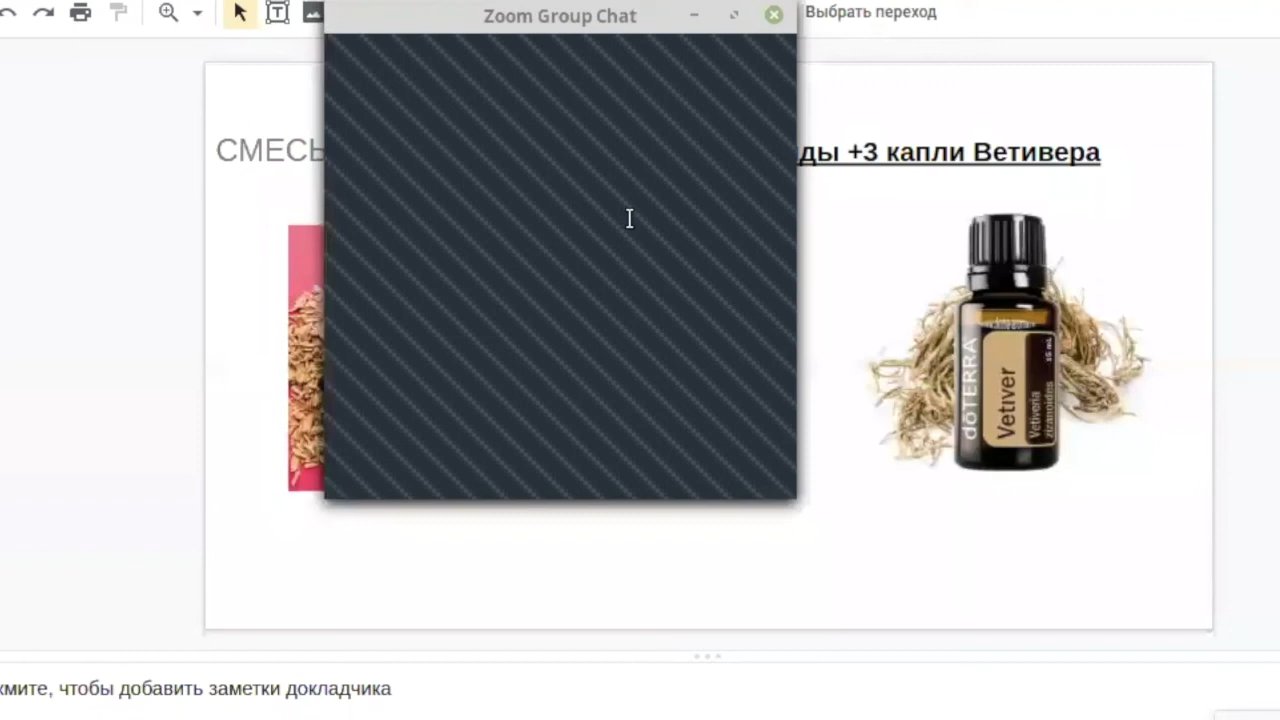 Zoom Group Chat
Выбрать переход
СМЕСЬ
ды +3 капли Ветивера
dōTERRA
Vetiver
Vetiveria
zizanoides
15 mL
жмите, чтобы добавить заметки докладчика